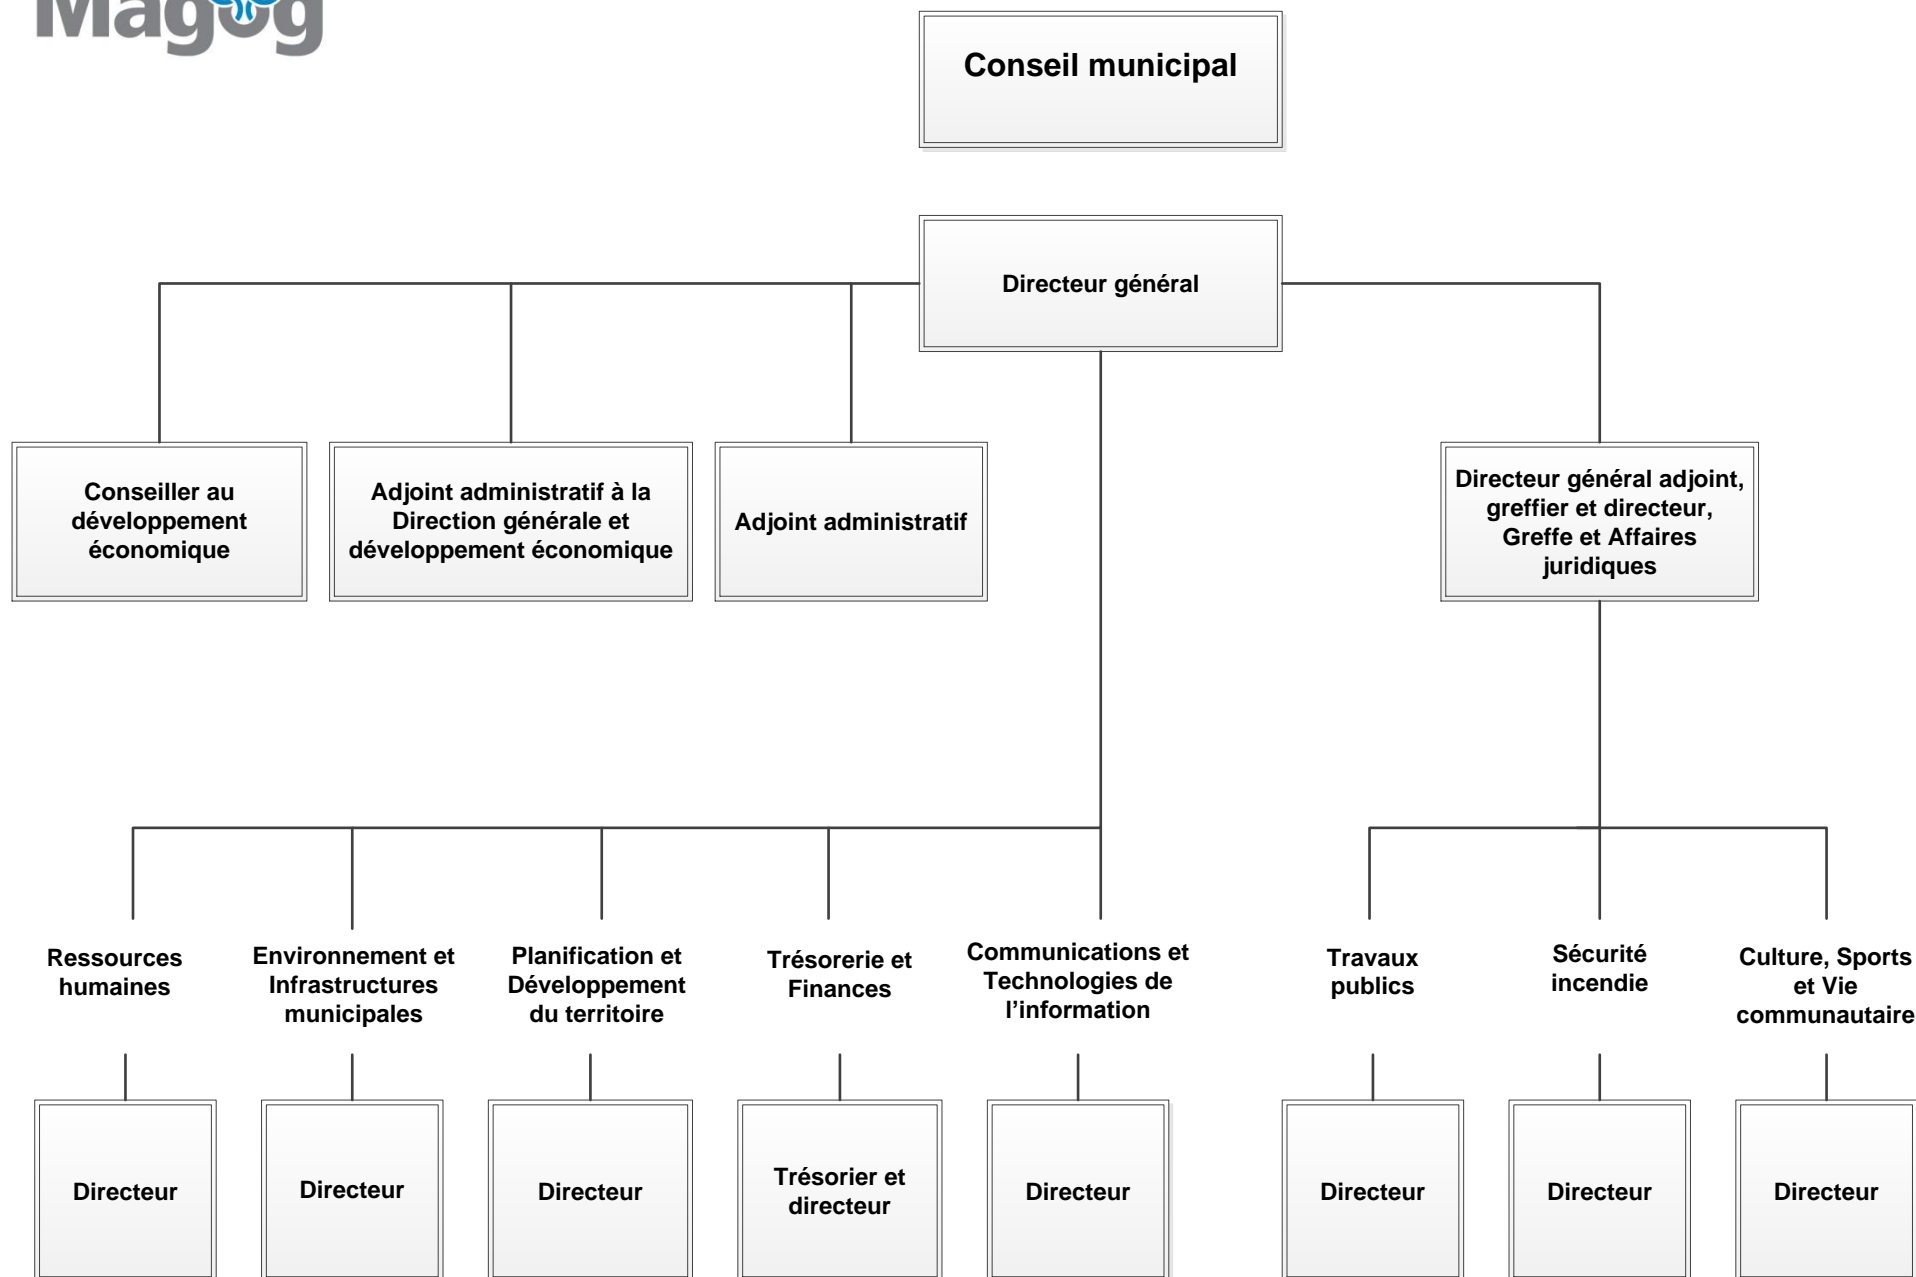 Magog
Conseil municipal
Directeur général
Conseiller au
développement
économique
Adjoint administratif à la
Direction générale et
développement économique
Adjoint administratif
Directeur général adjoint,
greffier et directeur,
Greffe et Affaires
juridiques
Ressources
humaines
Environnement et
Infrastructures
municipales
Planification et
Développement
du territoire
Trésorerie et
Finances
Communications et
Technologies de
l’information
Travaux
publics
Sécurité
incendie
Culture, Sports
et Vie
communautaire
Directeur
Directeur
Directeur
Trésorier et
directeur
Directeur
Directeur
Directeur
Directeur